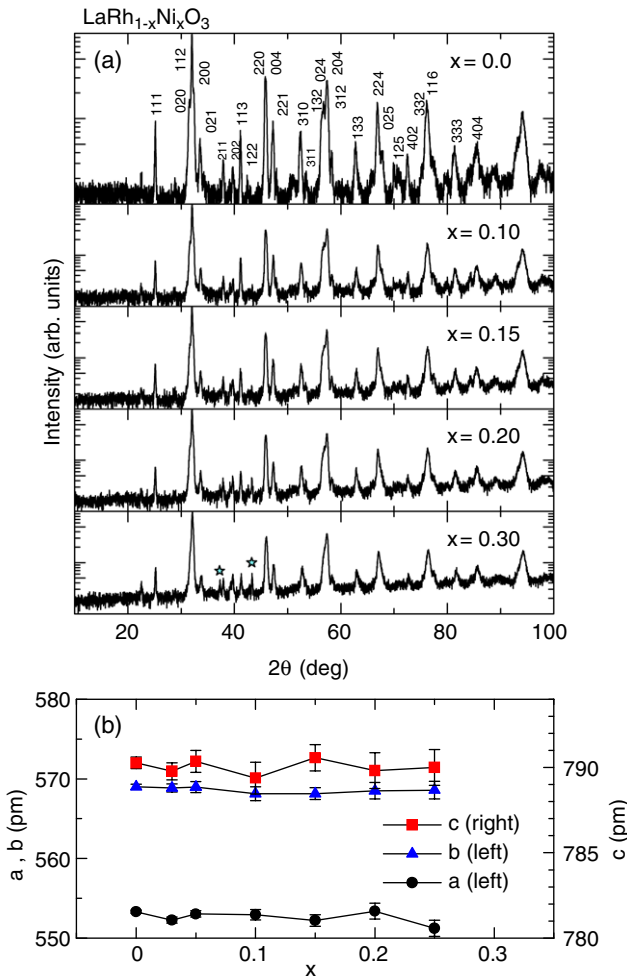 LaRh1-xNixO3
(a)
x = 0.0
111
020
112
200
021
211
202
113
122
220
004
221
310
311
132
024
204
312
133
224
025
125
402
332
116
333
404
x = 0.10
x = 0.15
x = 0.20
x = 0.30
Intensity (arb. units)
20 40 60 80 100
2θ (deg)
(b)
580
570
560
550
a , b (pm)
790
785
780
c (pm)
c (right)
b (left)
a (left)
0 0.1 0.2 0.3
x